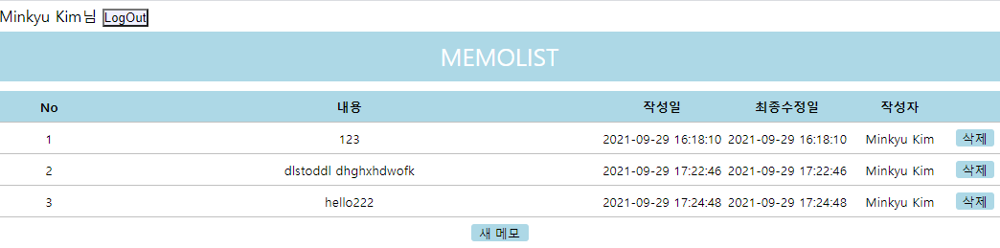 Minkyu Kim님 LogOut
MEMOLIST
No 내용 작성일 최종수정일 작성자
1 123 2021-09-29 16:18:10 2021-09-29 16:18:10 Minkyu Kim 삭제
2 dlstoddl dhghxhdwofk 2021-09-29 17:22:46 2021-09-29 17:22:46 Minkyu Kim 삭제
3 hello222 2021-09-29 17:24:48 2021-09-29 17:24:48 Minkyu Kim 삭제
새 메모